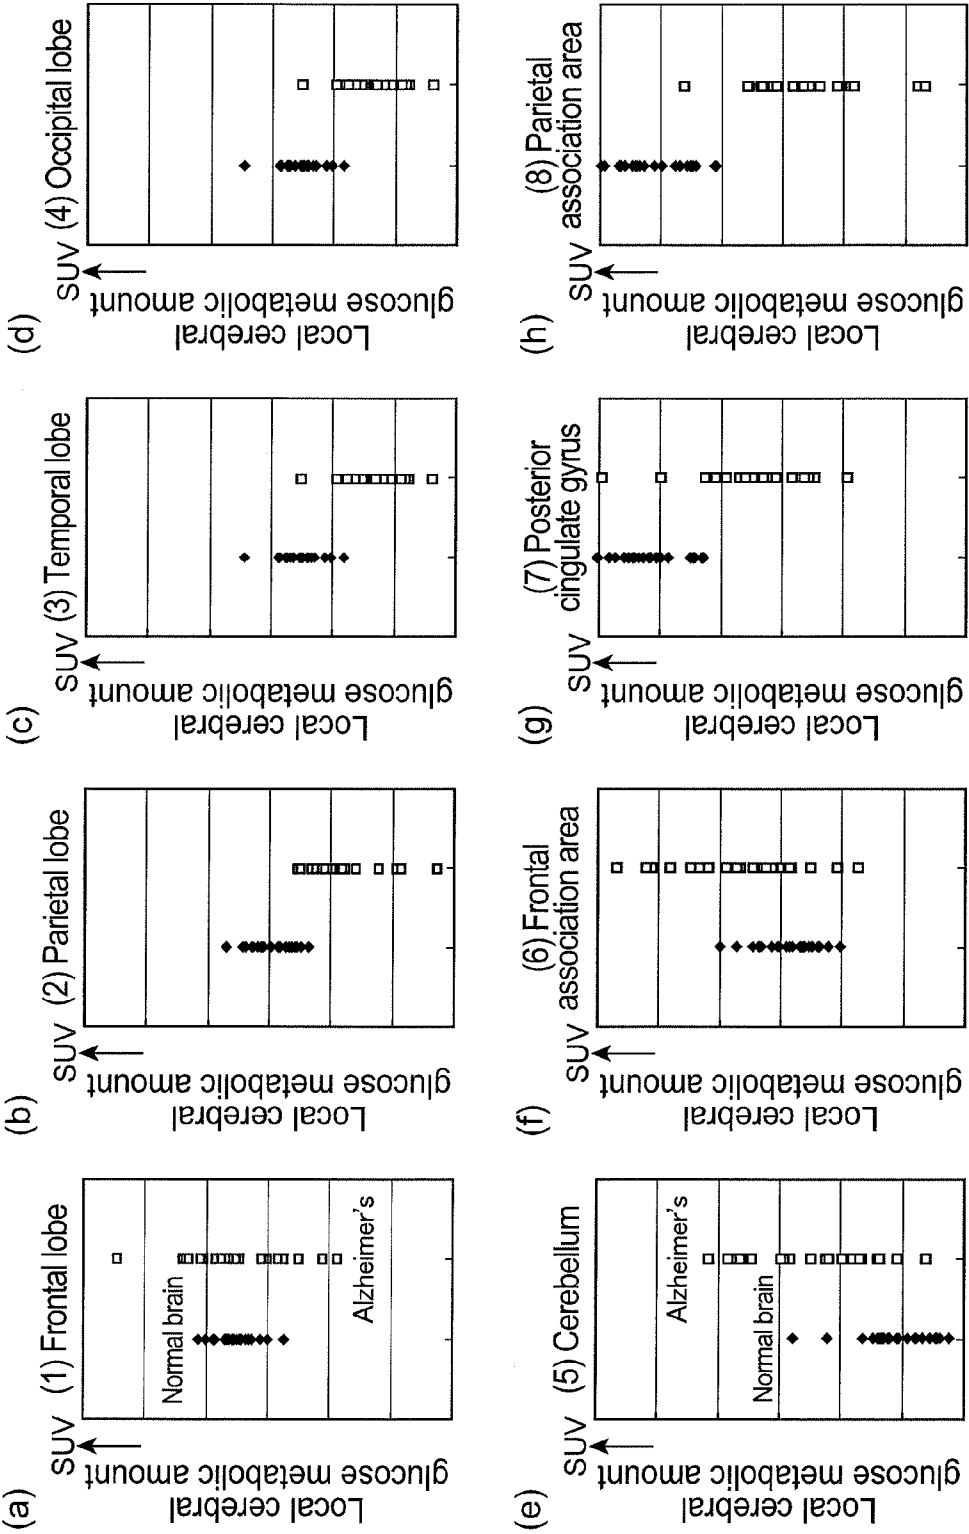 (a)
SUV (1) Frontal lobe
Local cerebral
glucose metabolic amount
Normal brain
Alzheimer's
(b)
SUV (2) Parietal lobe
Local cerebral
glucose metabolic amount
(c)
SUV (3) Temporal lobe
Local cerebral
glucose metabolic amount
(d)
SUV (4) Occipital lobe
Local cerebral
glucose metabolic amount
(e)
SUV (5) Cerebellum
Local cerebral
glucose metabolic amount
Alzheimer's
Normal brain
(f)
SUV (6) Frontal
association area
Local cerebral
glucose metabolic amount
(g)
SUV (7) Posterior
cingulate gyrus
Local cerebral
glucose metabolic amount
(h)
SUV (8) Parietal
association area
Local cerebral
glucose metabolic amount